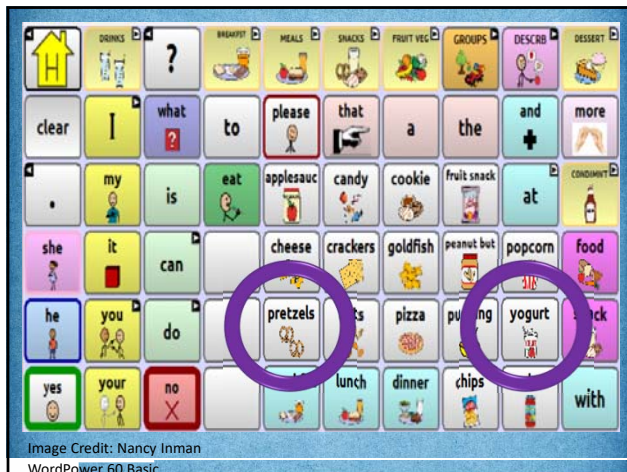 H DRINKS ? BREAKFST MEALS SNACKS FRUIT VEG GROUPS DESCRB DESSERT
clear I what ? to please that a the and more
. my is eat applesauc candy cookie fruit snack at CONDIMNT
she it can cheese crackers goldfish peanut but popcorn food
he you do pretzels pizza yogurt
yes your no lunch dinner chips with
Image Credit: Nancy Inman
WordPower 60 Basic